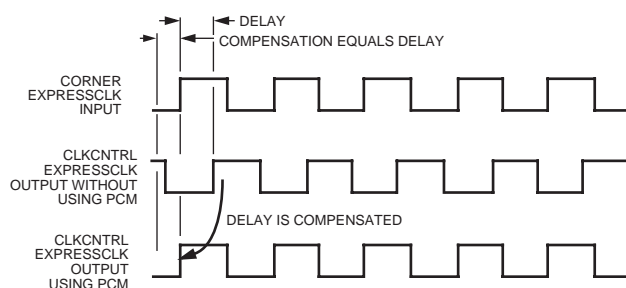 DELAY
COMPENSATION EQUALS DELAY
CORNER
EXPRESSCLK
INPUT
CLKCNTRL
EXPRESSCLK
OUTPUT WITHOUT
USING PCM
DELAY IS COMPENSATED
CLKCNTRL
EXPRESSCLK
OUTPUT
USING PCM